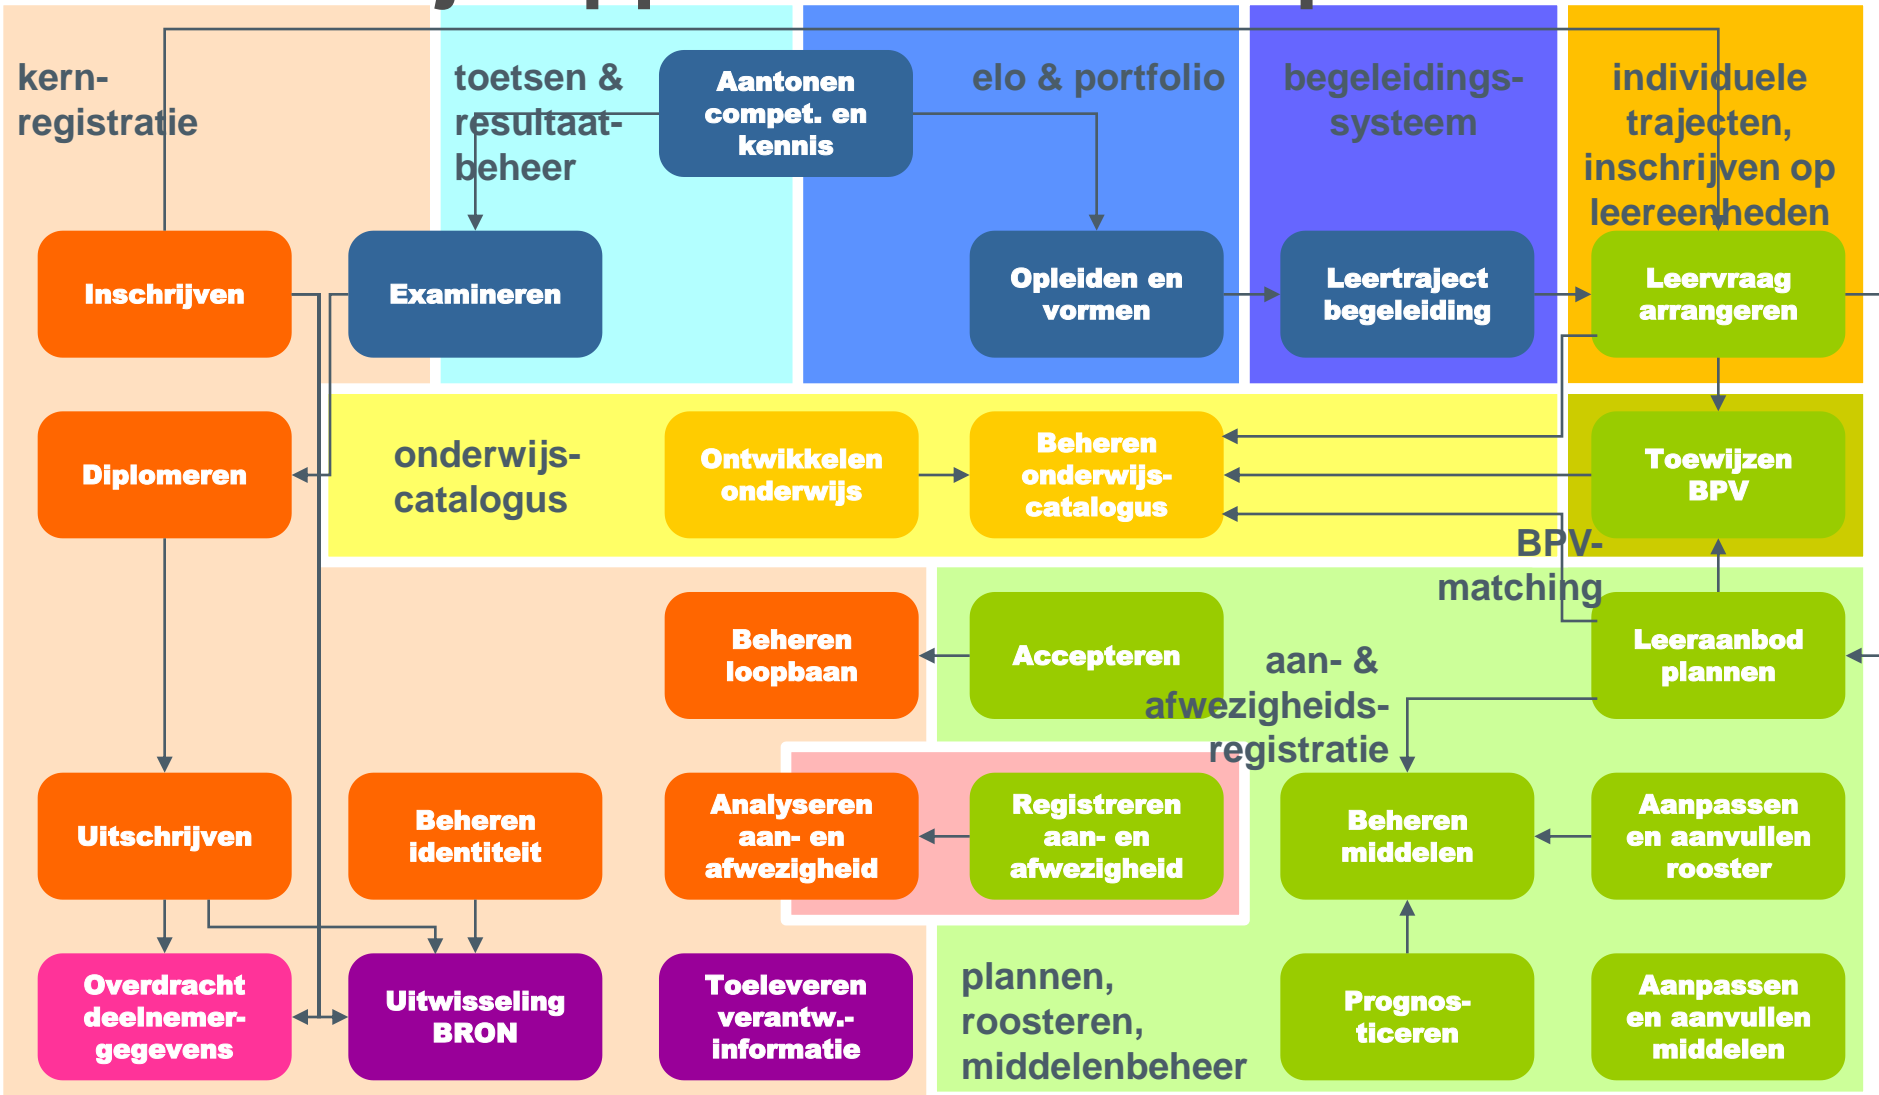 kern-
registratie
toetsen &
resultaat-
beheer
Aantonen
compet. en
kennis
elo & portfolio
begeleidings-
systeem
individuele
trajecten,
inschrijven op
leereenheden
Inschrijven
Examineren
Opleiden en
vormen
Leertraject
begeleiding
Leervraag
arrangeren
Diplomeren
onderwijs-
catalogus
Ontwikkelen
onderwijs
Beheren
onderwijs-
catalogus
Toewijzen
BPV
BPV-
matching
Beheren
loopbaan
Accepteren
aan- &
afwezigheids-
registratie
Leeraanbod
plannen
Uitschrijven
Beheren
identiteit
Analyseren
aan- en
afwezigheid
Registreren
aan- en
afwezigheid
Beheren
middelen
Aanpassen
en aanvullen
rooster
Overdracht
deelnemer-
gegevens
Uitwisseling
BRON
Toeleveren
verantw.-
informatie
plannen,
roosteren,
middelenbeheer
Prognos-
ticeren
Aanpassen
en aanvullen
middelen